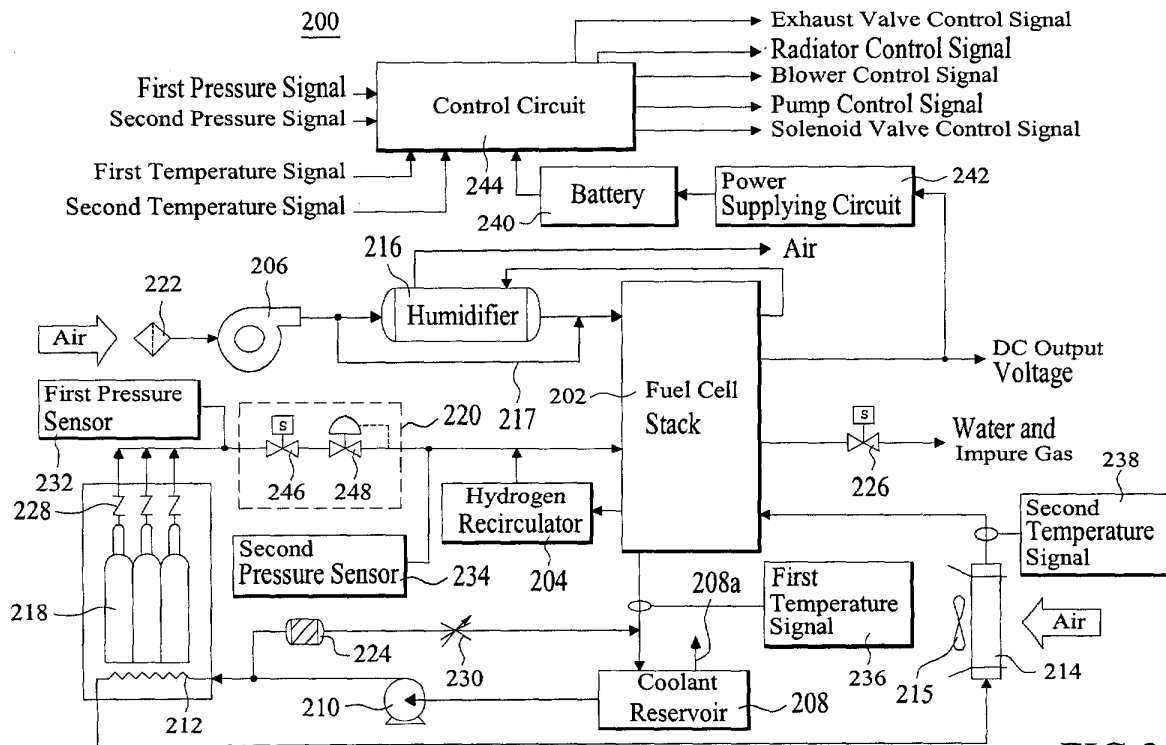 200
Exhaust Valve Control Signal
Radiator Control Signal
Blower Control Signal
Pump Control Signal
Solenoid Valve Control Signal
First Pressure Signal
Second Pressure Signal
Control Circuit
244
First Temperature Signal
Second Temperature Signal
Battery
240
Power
Supplying Circuit
242
Air
222
206
216
Humidifier
Air
217
202
Fuel Cell
Stack
DC Output
Voltage
First Pressure
Sensor
232
220
S
246
248
S
226
Water and
Impure Gas
228
218
Hydrogen
Recirculator
204
Second
Pressure Sensor
234
238
Second
Temperature
Signal
First
Temperature
Signal
236
208a
Air
215
214
224
230
212
210
Coolant
Reservoir
208